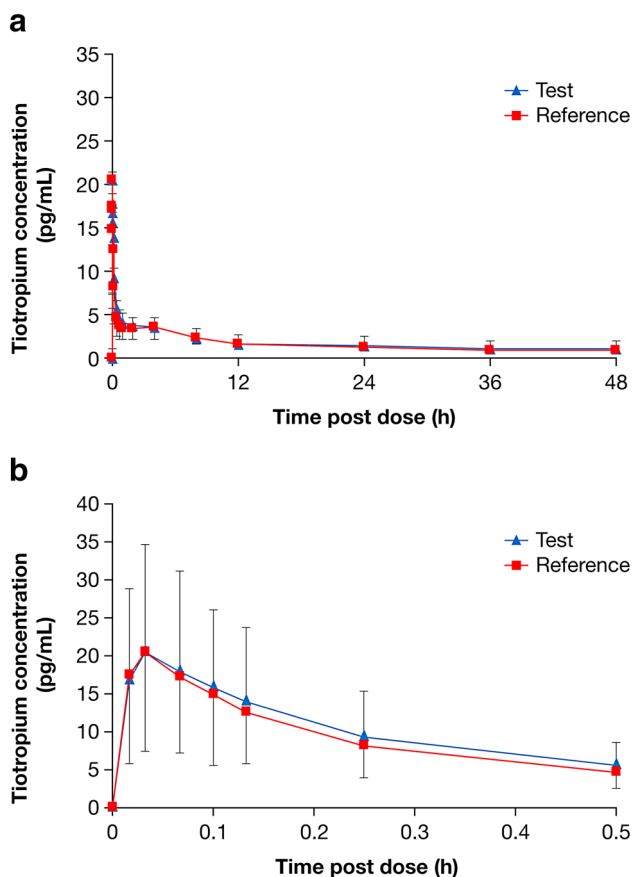 a
35
30
25
20
15
10
5
0
Tiotropium concentration
(pg/mL)
Test
Reference
0 12 24 36 48
Time post dose (h)
b
40
35
30
25
20
15
10
5
0
Tiotropium concentration
(pg/mL)
Test
Reference
0 0.1 0.2 0.3 0.4 0.5
Time post dose (h)